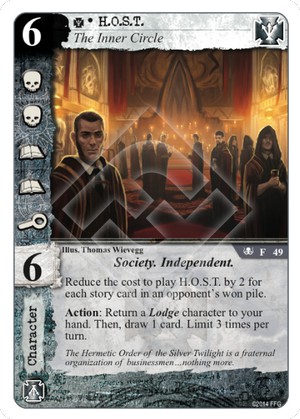 6
• H.O.S.T.
The Inner Circle
Illus. Thomas Wievegg
F 49
6
Society. Independent.
Reduce the cost to play H.O.S.T. by 2 for
each story card in an opponent's won pile.
Action: Return a Lodge character to your
hand. Then, draw 1 card. Limit 3 times per
turn.
The Hermetic Order of the Silver Twilight is a fraternal
organization of businessmen…nothing more.
Character
©2014 FFG